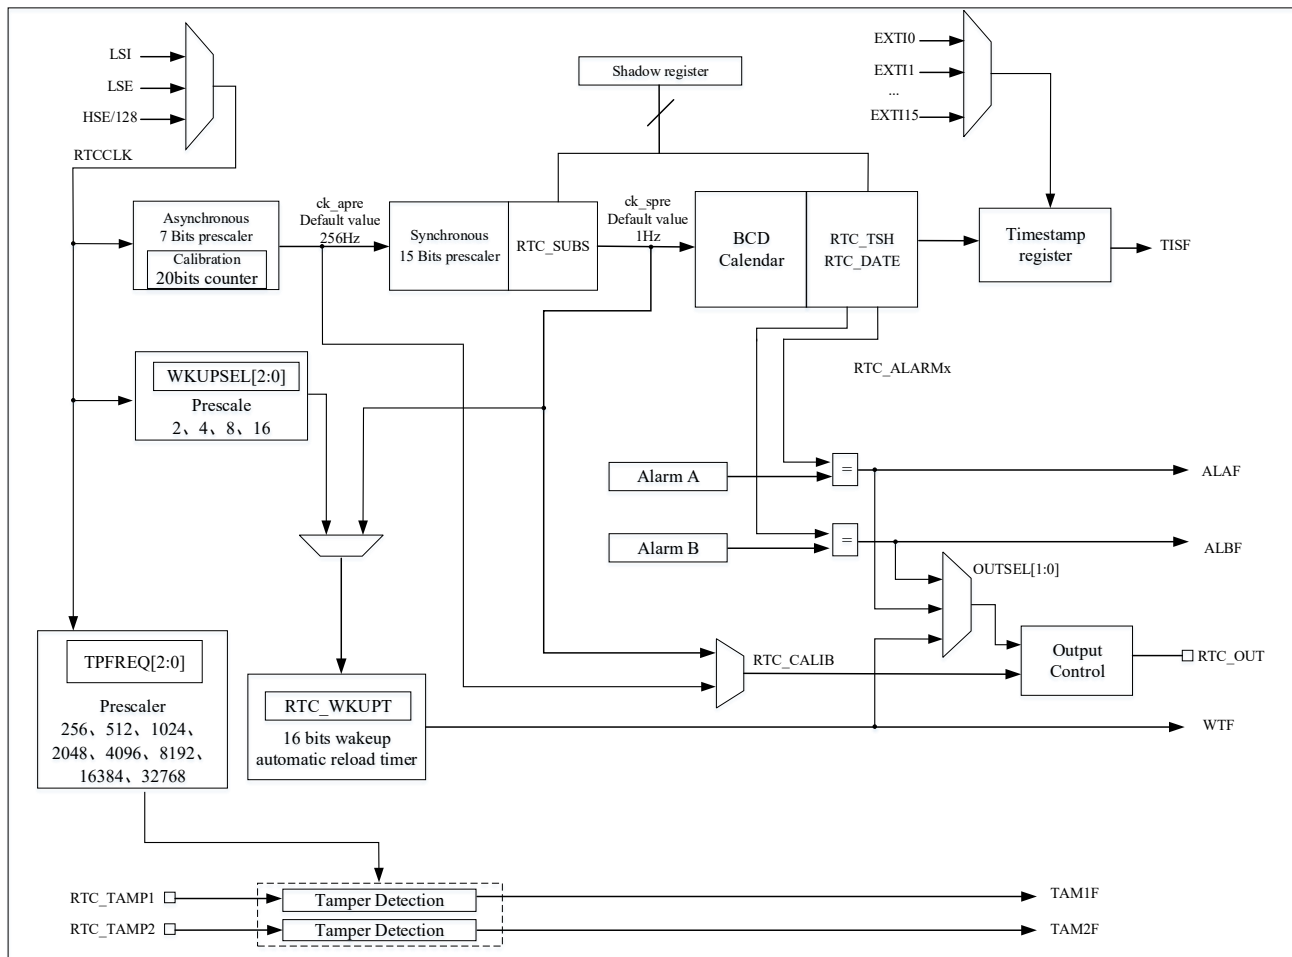 LSI
LSE
HSE/128
RTCCLK
Shadow register
EXTI0
EXTI1
...
EXTI15
Asynchronous
7 Bits prescaler
Calibration
20bits counter
ck_apre
Default value
256Hz
Synchronous
15 Bits prescaler
RTC_SUBS
ck_spre
Default value
1Hz
BCD
Calendar
RTC_TSH
RTC_DATE
Timestamp
register
TISF
WKUPSEL[2:0]
Prescale
2、4、8、16
RTC_ALARMx
Alarm A
=
ALAF
Alarm B
=
ALBF
OUTSEL[1:0]
TPFREQ[2:0]
Prescaler
256、512、1024、
2048、4096、8192、
16384、32768
RTC_WKUPT
16 bits wakeup
automatic reload timer
RTC_CALIB
Output
Control
RTC_OUT
WTF
RTC_TAMP1
Tamper Detection
TAM1F
RTC_TAMP2
Tamper Detection
TAM2F